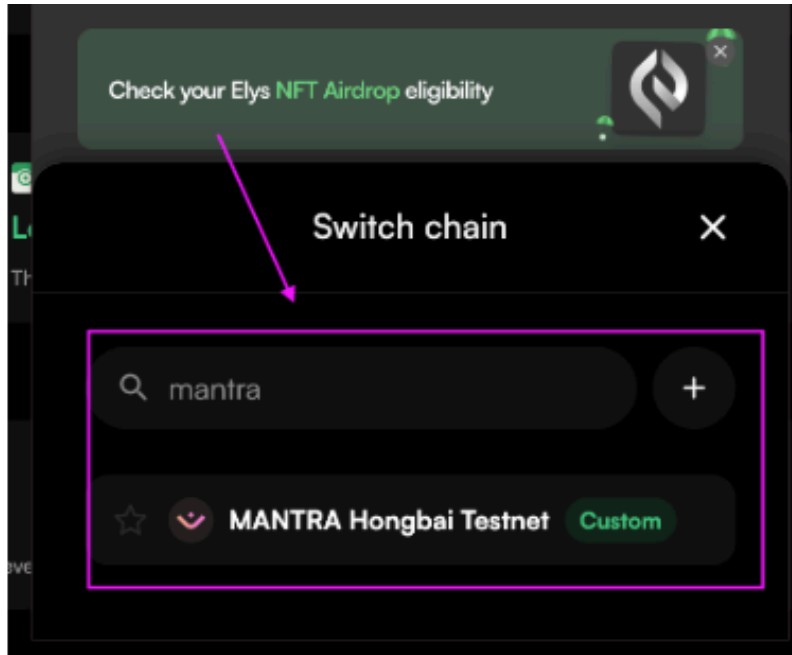 Check your Elys NFT Airdrop eligibility
Switch chain
mantra
MANTRA Hongbai Testnet Custom